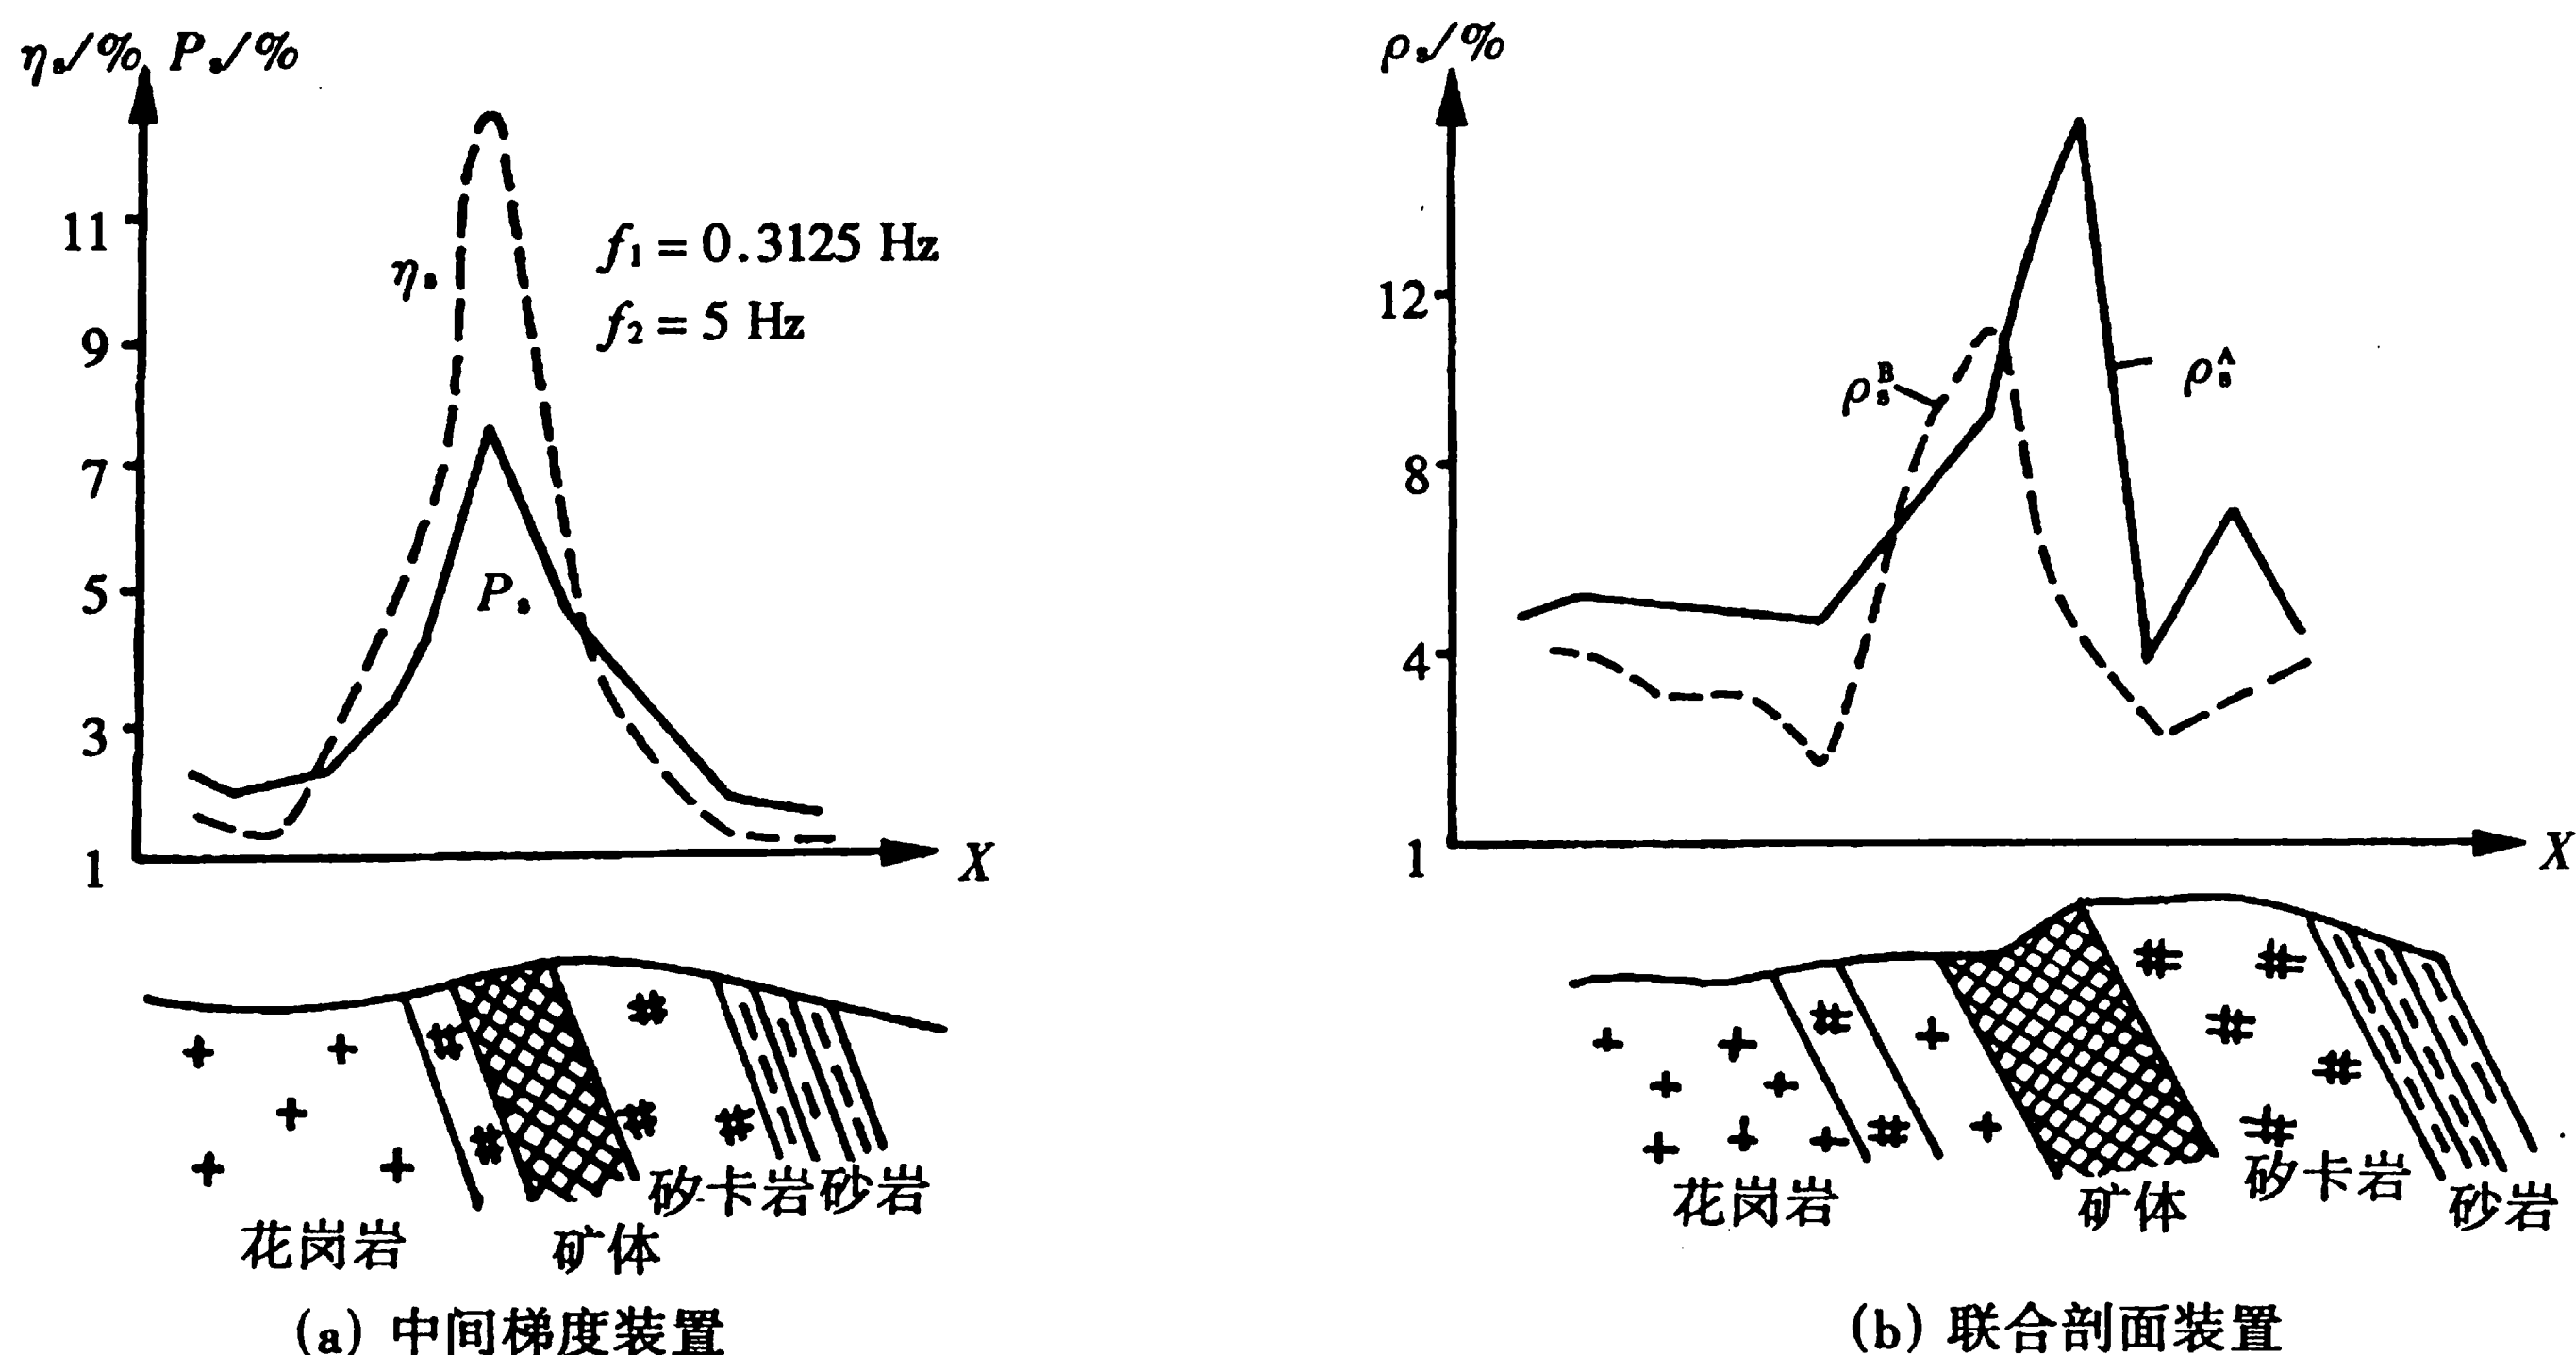 ηs/% Ps/%
11
9
7
5
3
1
ηs
f1 = 0.3125 Hz
f2 = 5 Hz
Ps
X
花岗岩
矿体
矽卡岩
砂岩
(a) 中间梯度装置
ρs/%
12
8
4
1
ρsB
ρsA
X
花岗岩
矿体
矽卡岩
砂岩
(b) 联合剖面装置